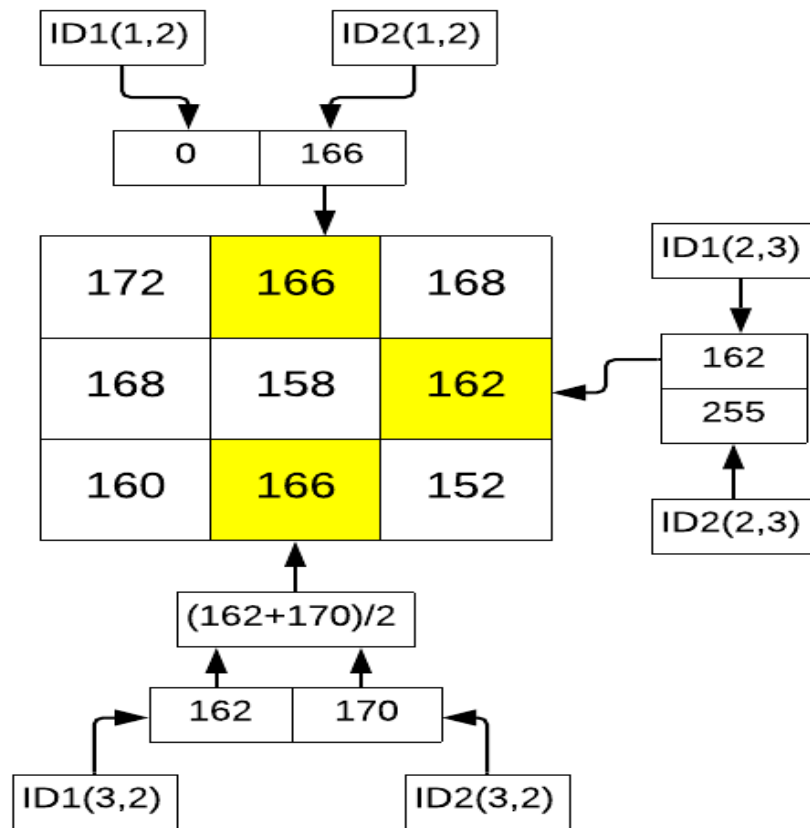 ID1(1,2) ID2(1,2)
0 166
172 166 168
168 158 162
160 166 152
ID1(2,3)
162
255
ID2(2,3)
(162+170)/2
162 170
ID1(3,2) ID2(3,2)